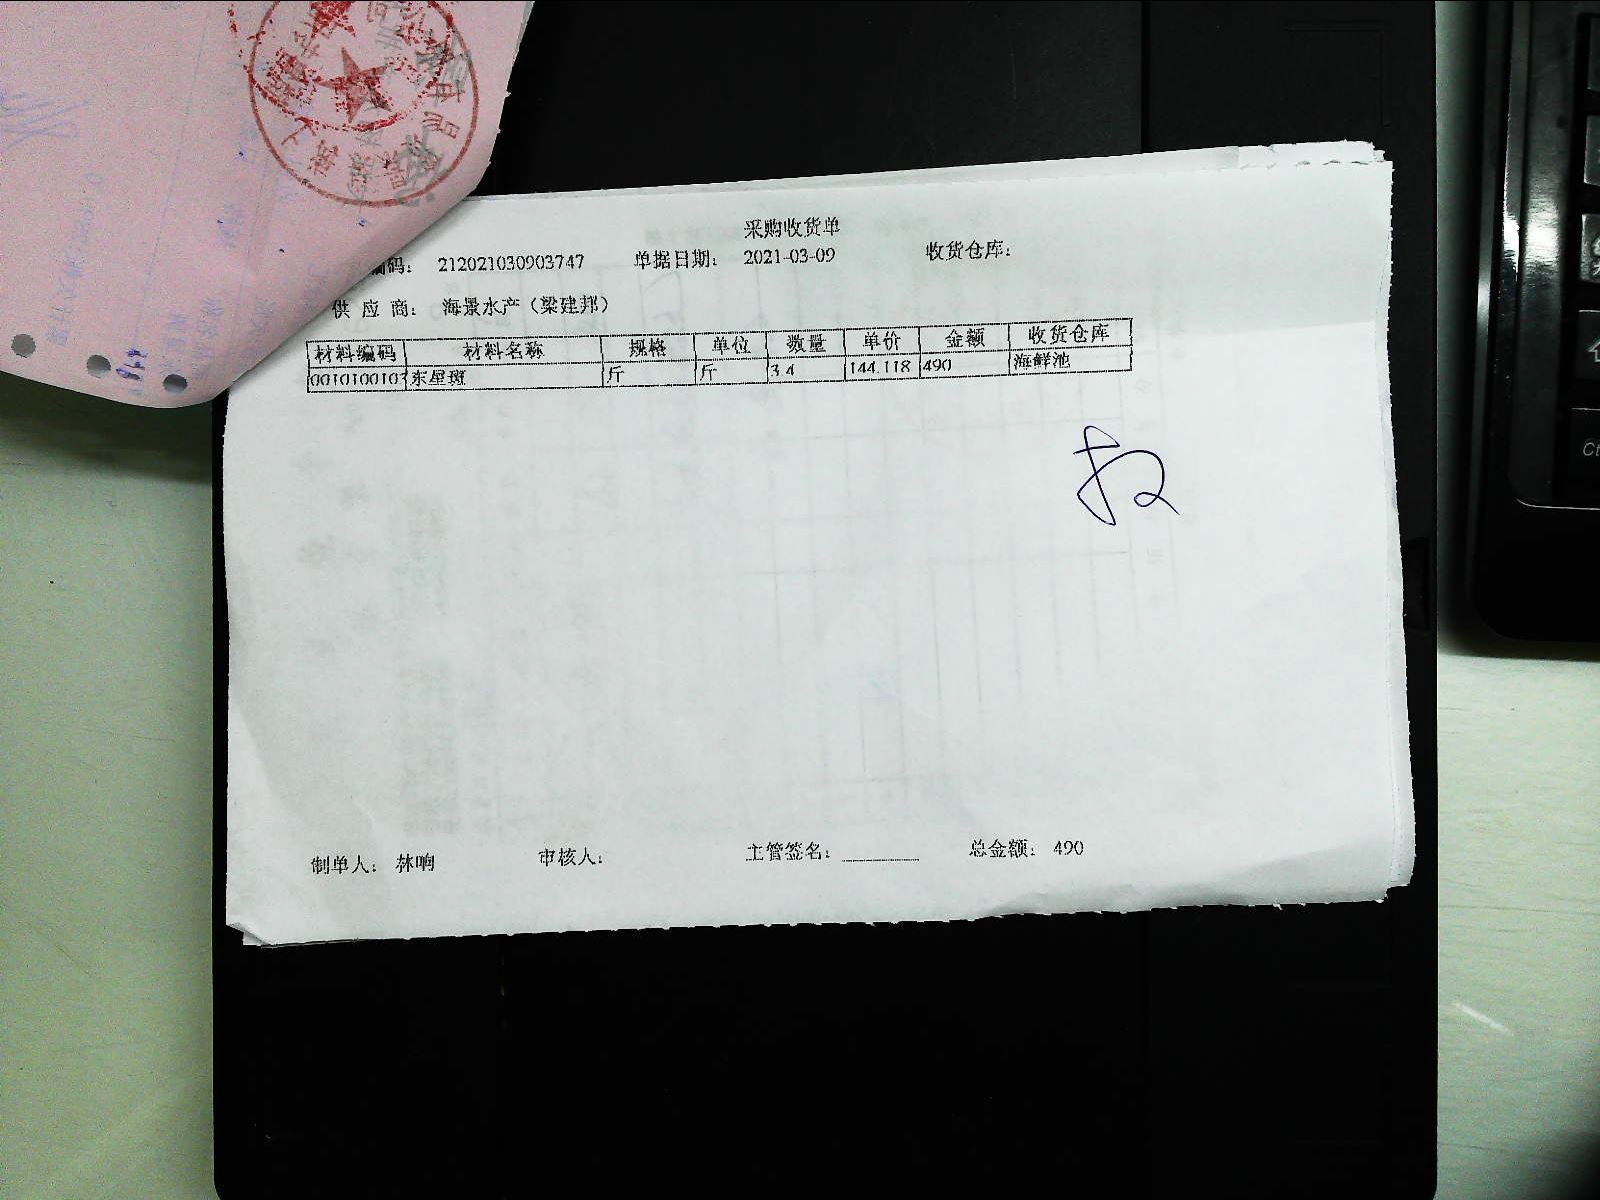 采购收货单
编码： 212021030903747 单据日期： 2021-03-09 收货仓库：
供 应 商： 海景水产（梁建邦）
材料编码 材料名称 规格 单位 数量 单价 金额 收货仓库
0010100103 东星斑 斤 斤 3.4 144.118 490 海鲜池
制单人： 林响 审核人： 主管签名： 总金额： 490